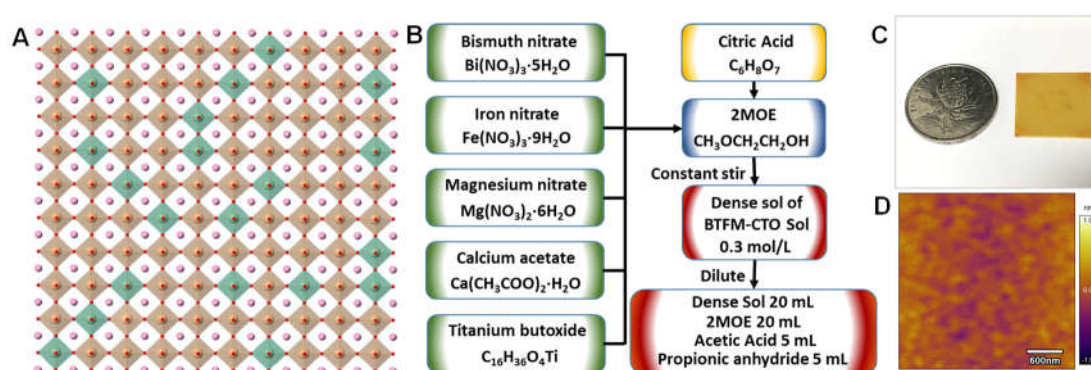 A
B
Bismuth nitrate
Bi(NO₃)₃·5H₂O
Iron nitrate
Fe(NO₃)₃·9H₂O
Magnesium nitrate
Mg(NO₃)₂·6H₂O
Calcium acetate
Ca(CH₃COO)₂·H₂O
Titanium butoxide
C₁₆H₃₆O₄Ti
Citric Acid
C₆H₈O₇
2MOE
CH₃OCH₂CH₂OH
Constant stir
Dense sol of
BTFM-CTO Sol
0.3 mol/L
Dilute
Dense Sol 20 mL
2MOE 20 mL
Acetic Acid 5 mL
Propionic anhydride 5 mL
C
D
600nm